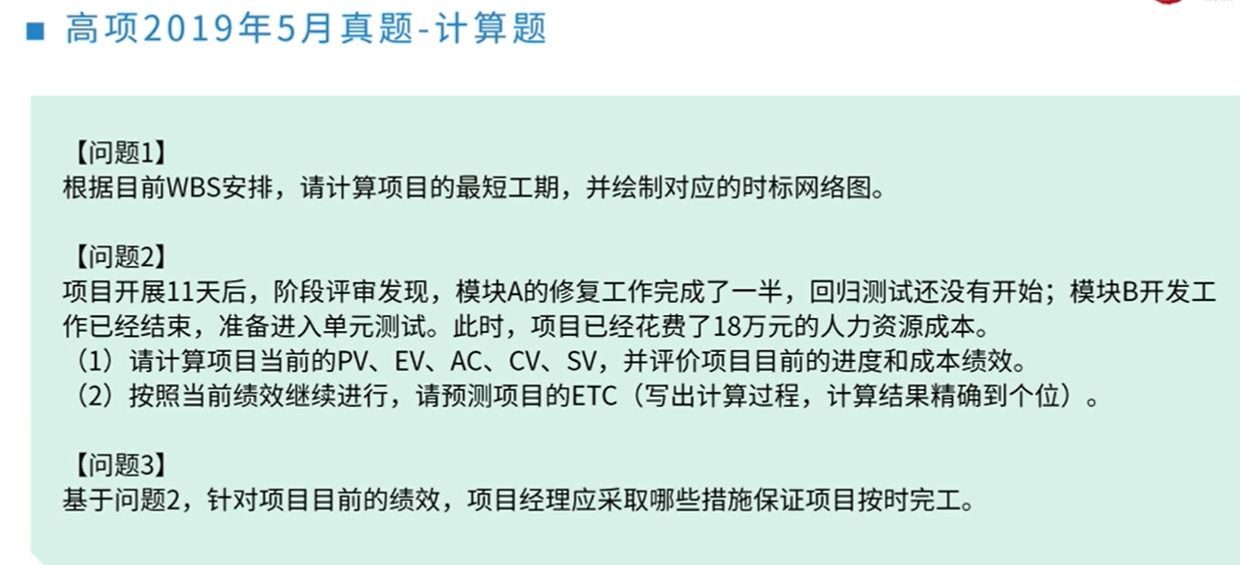 ■ 高项2019年5月真题-计算题
【问题1】
根据目前WBS安排，请计算项目的最短工期，并绘制对应的时标网络图。
【问题2】
项目开展11天后，阶段评审发现，模块A的修复工作完成了一半，回归测试还没有开始；模块B开发工
作已经结束，准备进入单元测试。此时，项目已经花费了18万元的人力资源成本。
（1）请计算项目当前的PV、EV、AC、CV、SV，并评价项目目前的进度和成本绩效。
（2）按照当前绩效继续进行，请预测项目的ETC（写出计算过程，计算结果精确到个位）。
【问题3】
基于问题2，针对项目目前的绩效，项目经理应采取哪些措施保证项目按时完工。